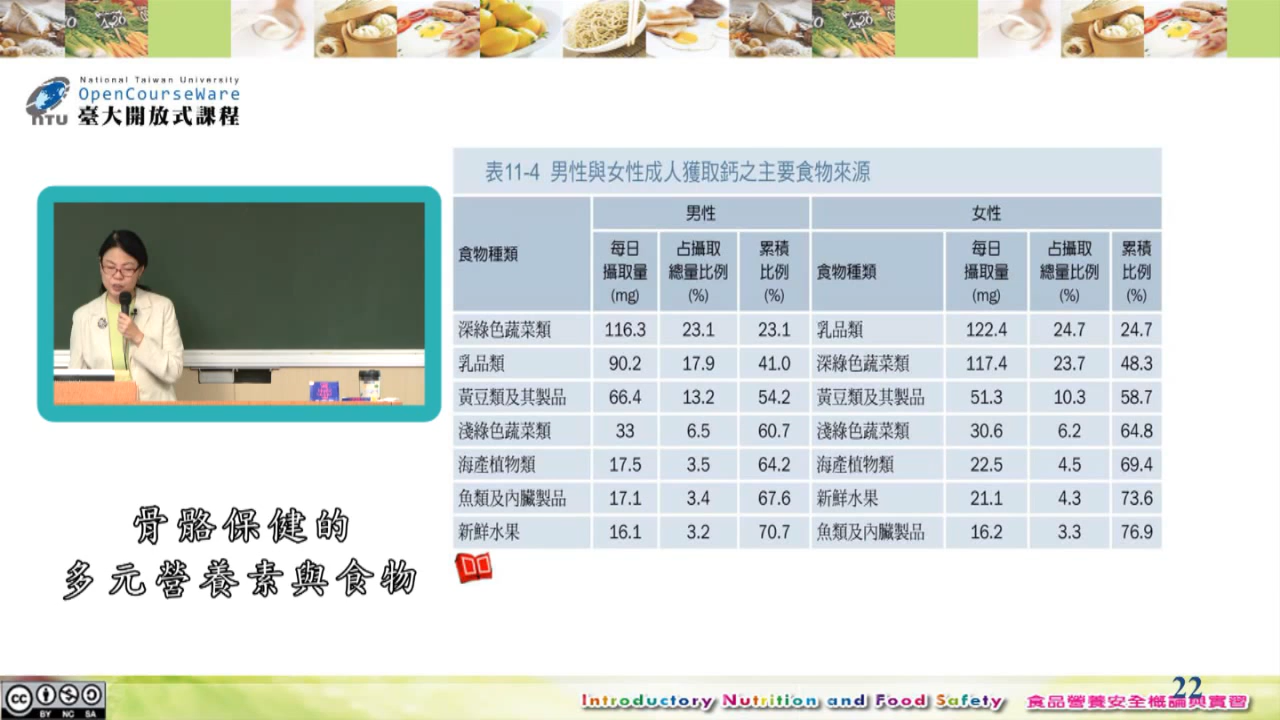 National Taiwan University
OpenCourseWare
NTU 臺大開放式課程
表11-4 男性與女性成人獲取鈣之主要食物來源
食物種類 男性 食物種類 女性
每日攝取量(mg) 占攝取總量比例(%) 累積比例(%) 每日攝取量(mg) 占攝取總量比例(%) 累積比例(%)
深綠色蔬菜類 116.3 23.1 23.1 乳品類 122.4 24.7 24.7
乳品類 90.2 17.9 41.0 深綠色蔬菜類 117.4 23.7 48.3
黃豆類及其製品 66.4 13.2 54.2 黃豆類及其製品 51.3 10.3 58.7
淺綠色蔬菜類 33 6.5 60.7 淺綠色蔬菜類 30.6 6.2 64.8
海產植物類 17.5 3.5 64.2 海產植物類 22.5 4.5 69.4
魚類及內臟製品 17.1 3.4 67.6 新鮮水果 21.1 4.3 73.6
新鮮水果 16.1 3.2 70.7 魚類及內臟製品 16.2 3.3 76.9
骨骼保健的
多元營養素與食物
cc BY NC SA
Introductory Nutrition and Food Safety 食品營養安全概論與實習
22